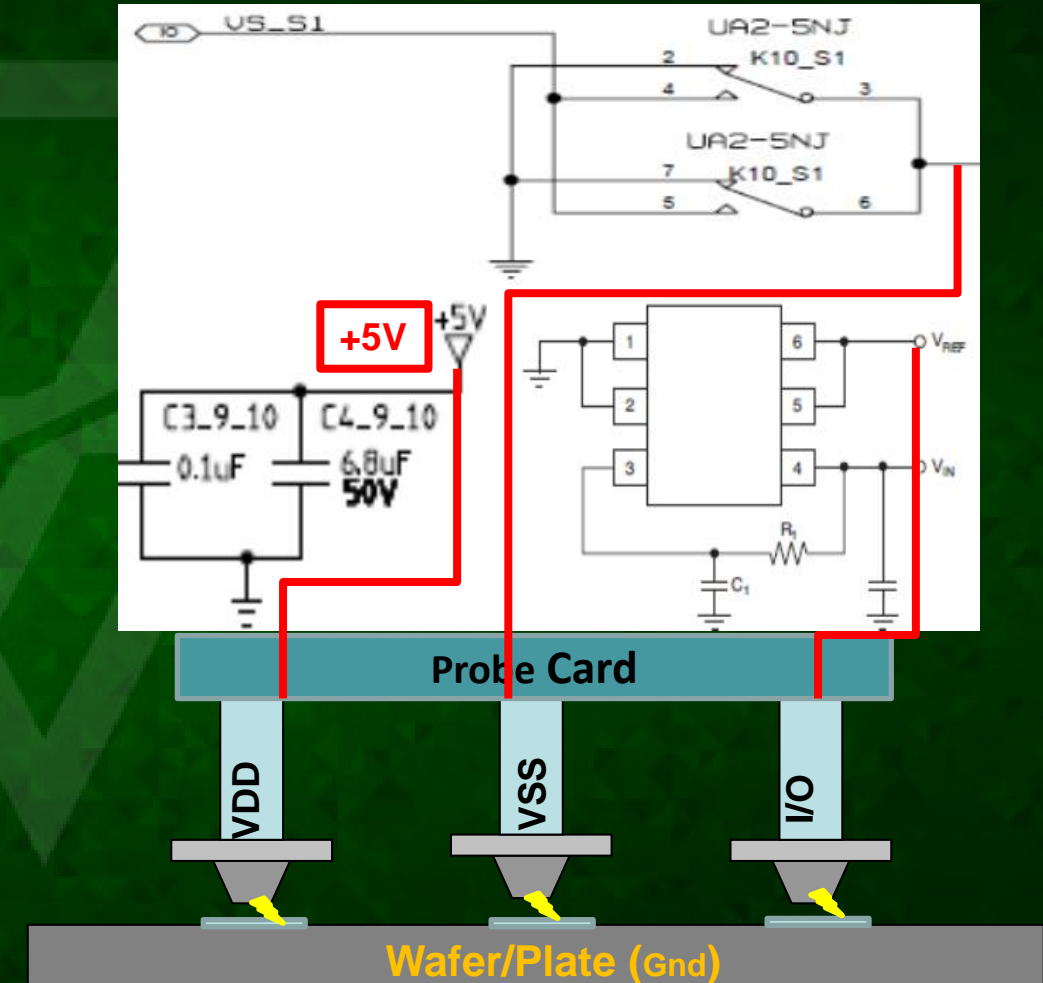 IO VS_S1
UA2-5NJ
K10_S1
2
4
3
UA2-5NJ
K10_S1
7
5
6
+5V
+5V
C3_9_10
0.1uF
C4_9_10
6.8uF
50V
1
2
3
6
5
4
VREF
VIN
R1
C1
Probe Card
VDD
VSS
I/O
Wafer/Plate (Gnd)